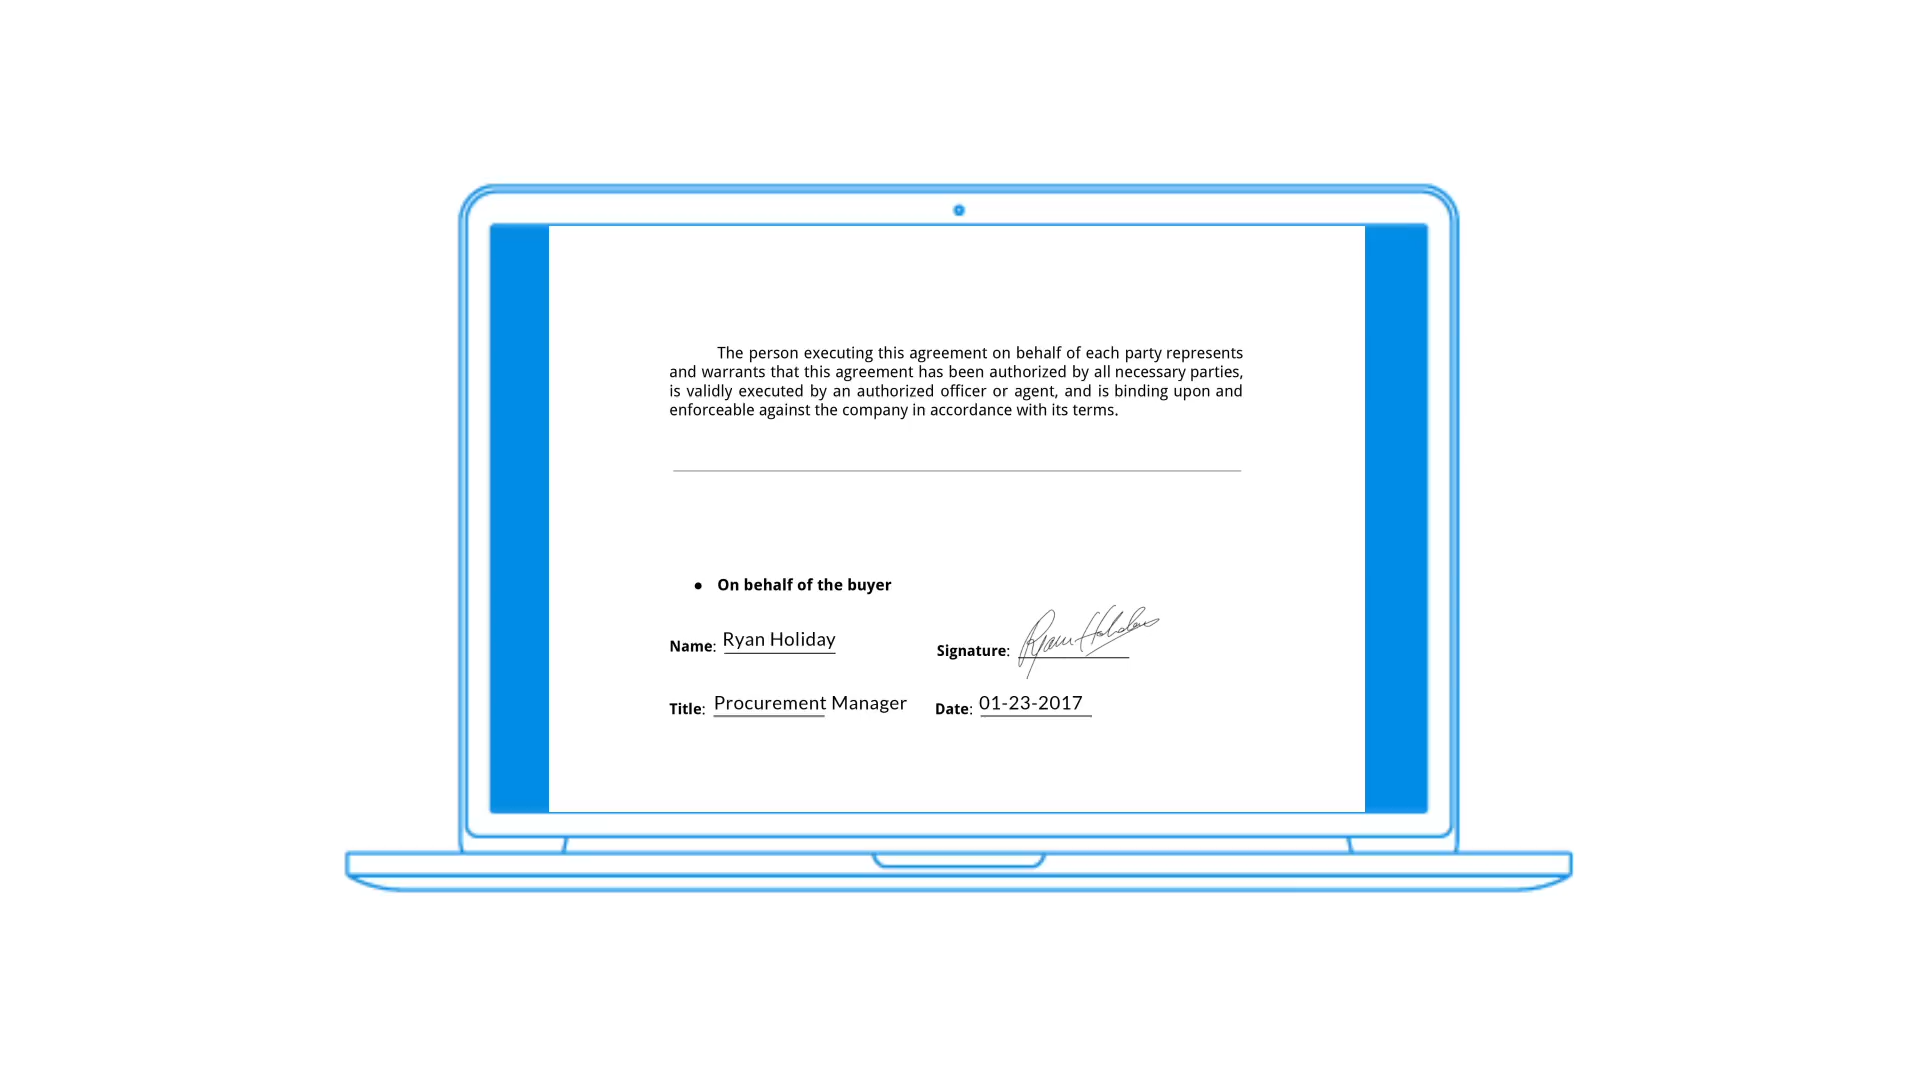 The person executing this agreement on behalf of each party represents
and warrants that this agreement has been authorized by all necessary parties,
is validly executed by an authorized officer or agent, and is binding upon and
enforceable against the company in accordance with its terms.
● On behalf of the buyer
Name: Ryan Holiday Signature: Ryan Holiday
Title: Procurement Manager Date: 01-23-2017